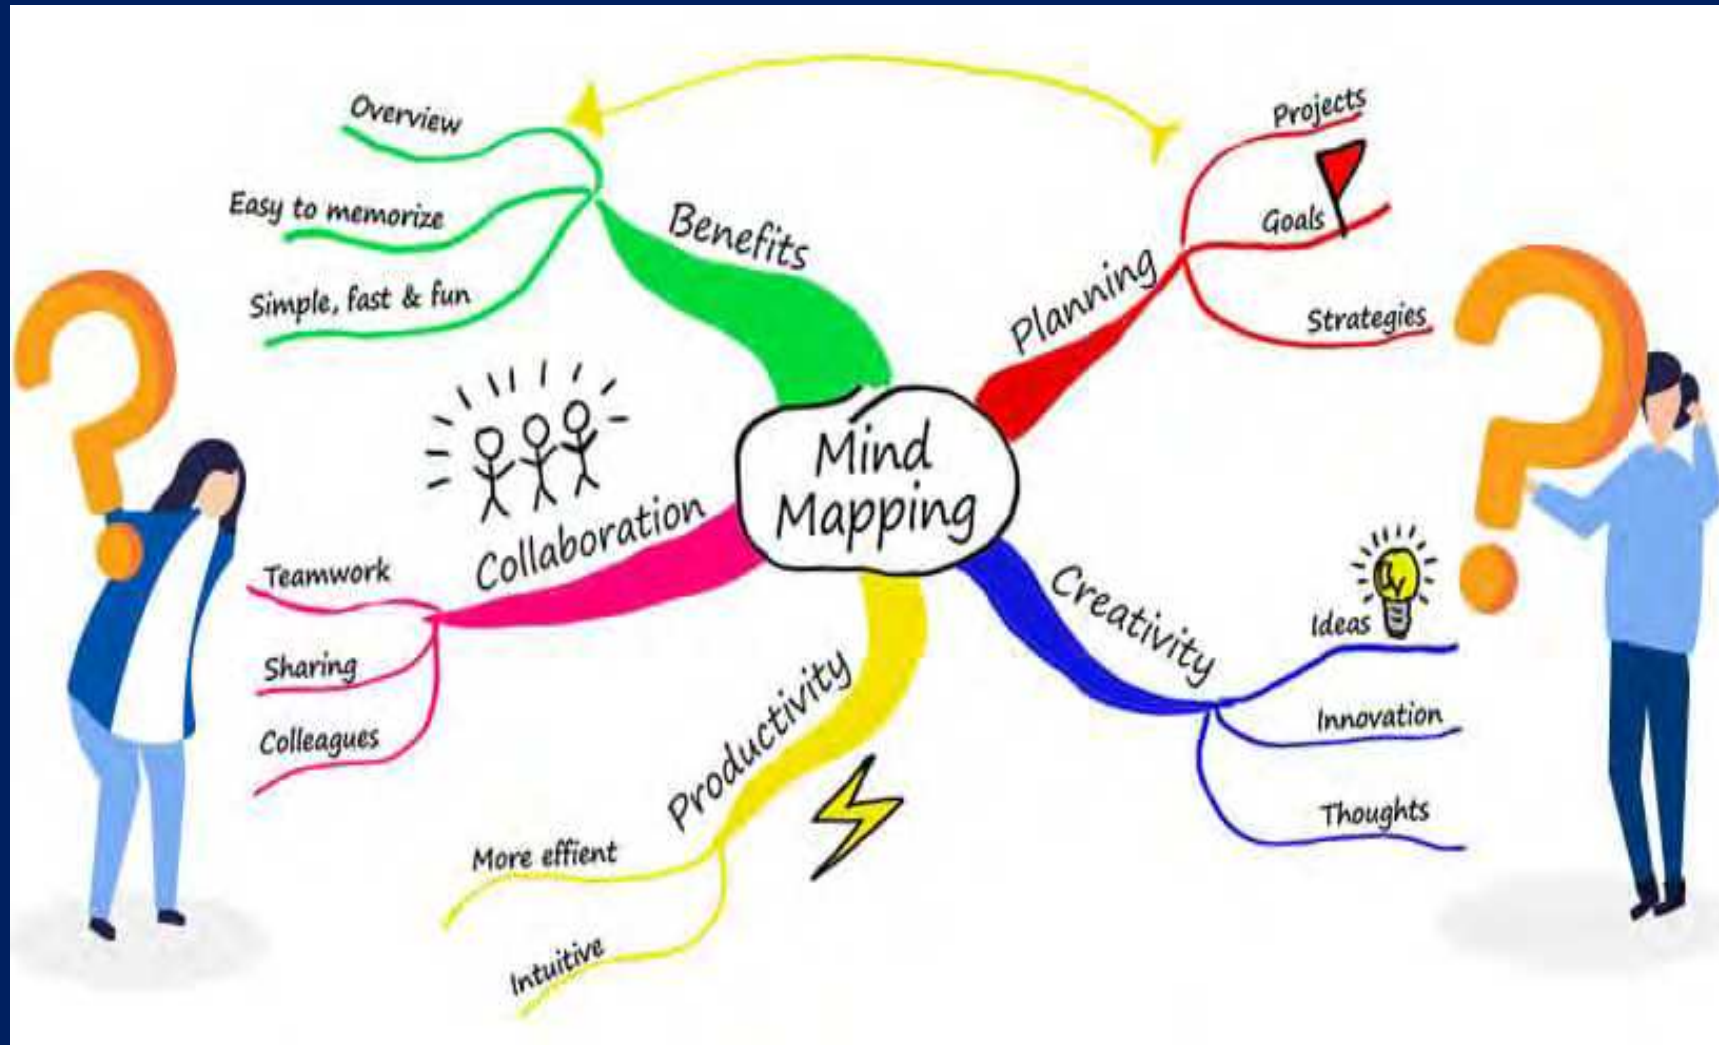 Overview
Easy to memorize
Simple, fast & fun
Benefits
Projects
Goals
Strategies
Planning
Mind
Mapping
Collaboration
Teamwork
Sharing
Colleagues
Creativity
Ideas
Innovation
Thoughts
Productivity
More effient
Intuitive